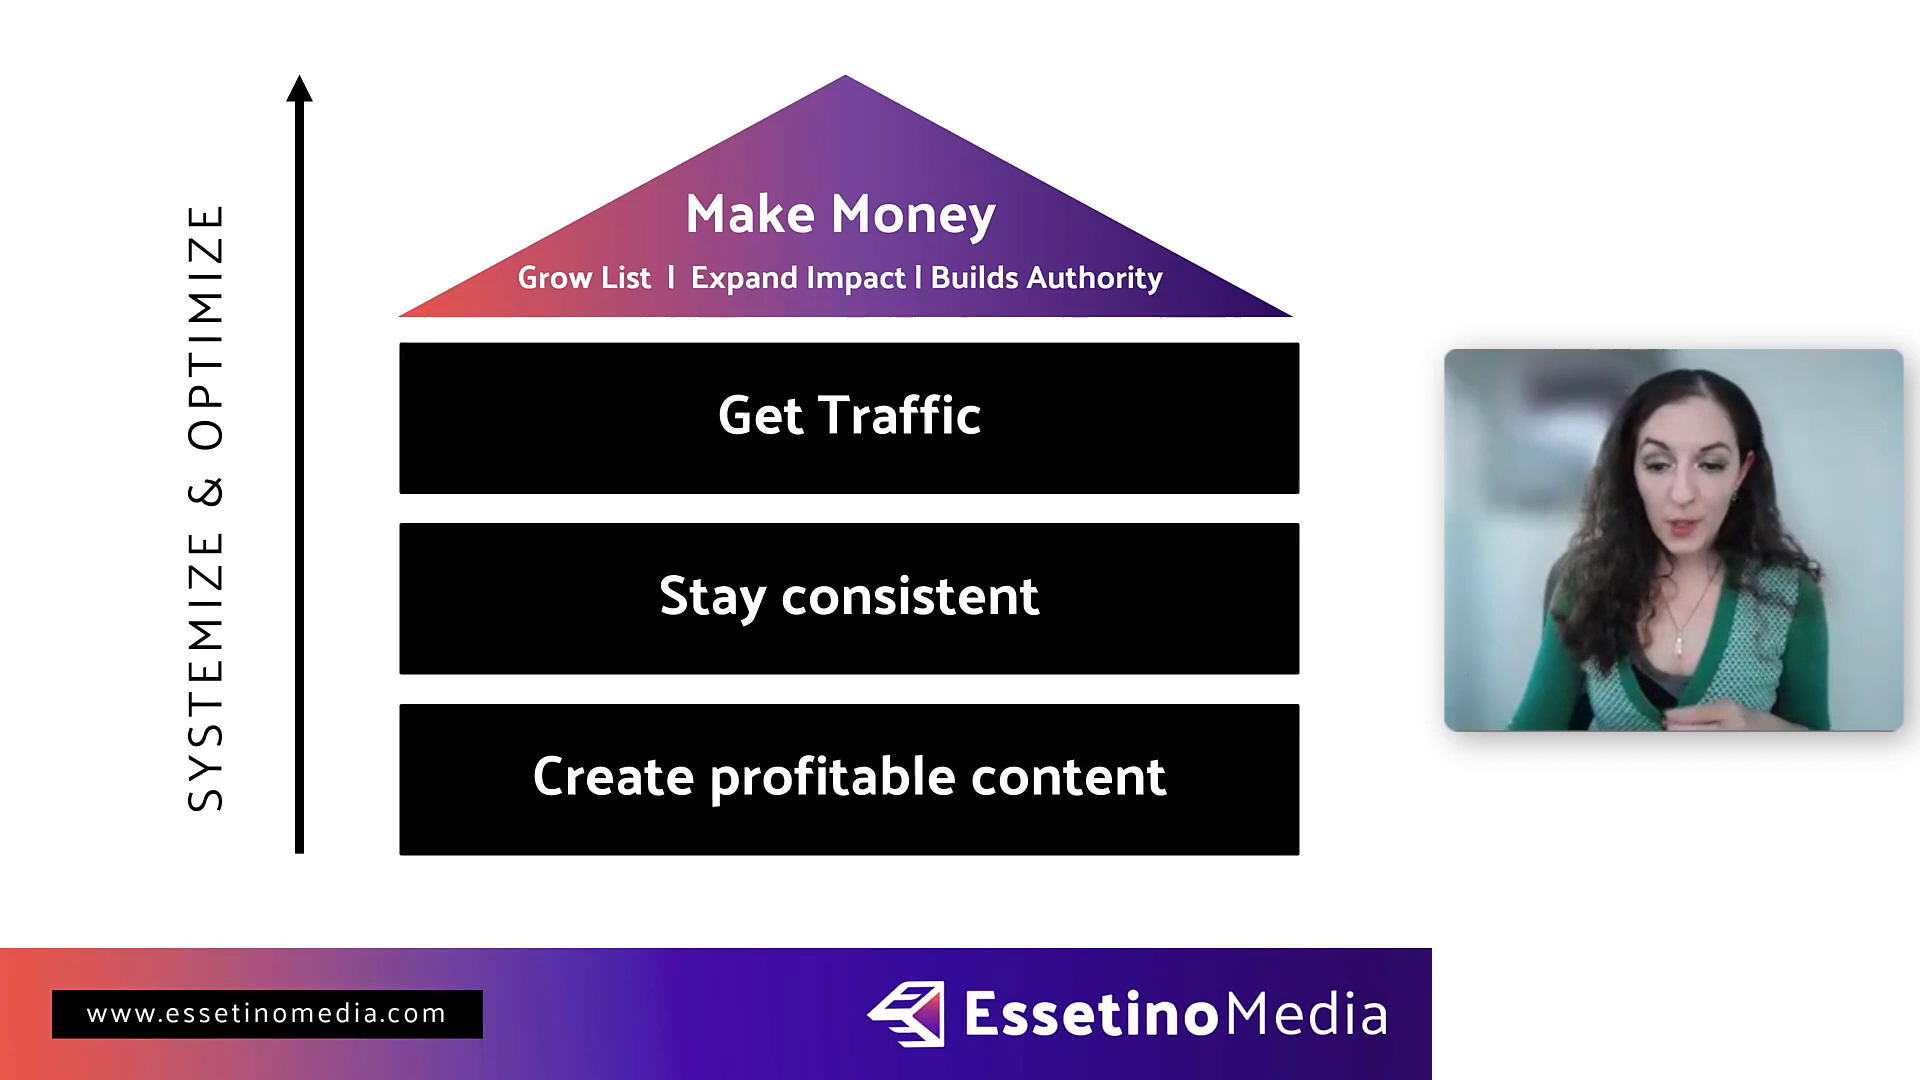 SYSTEMIZE & OPTIMIZE
Make Money
Grow List | Expand Impact | Builds Authority
Get Traffic
Stay consistent
Create profitable content
www.essetinomedia.com
EssetinoMedia